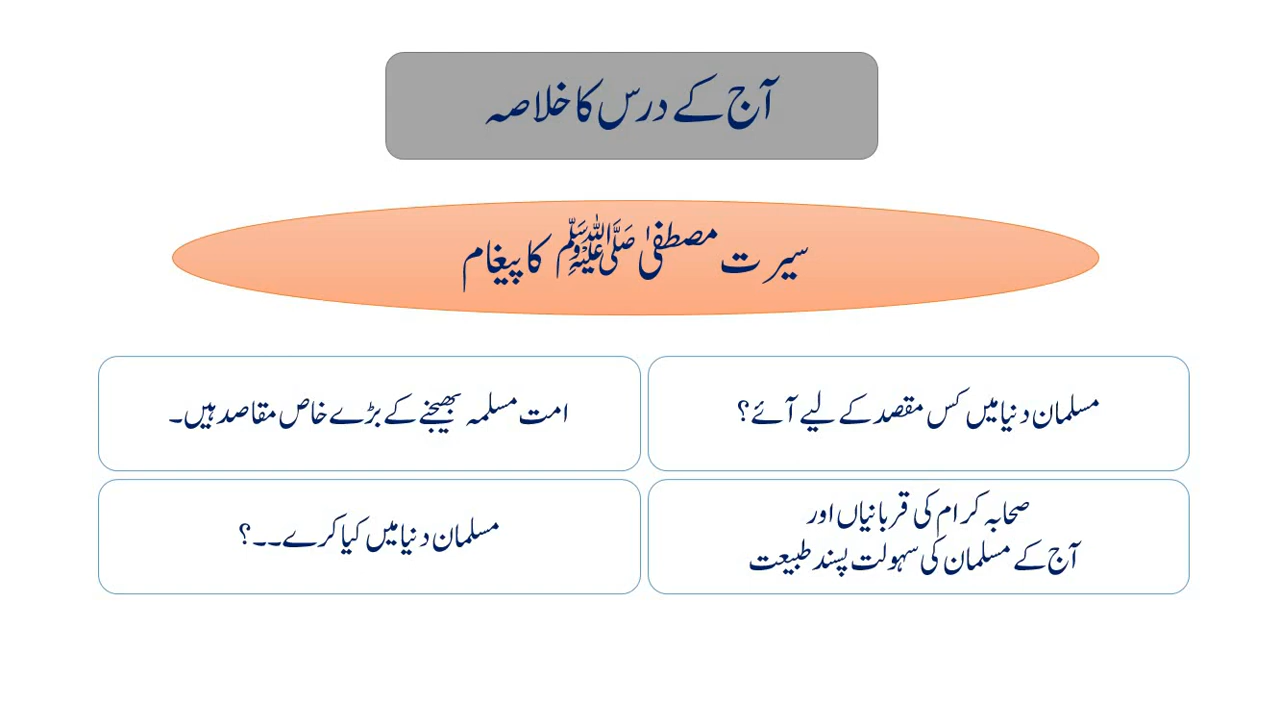 آج کے درس کا خلاصہ
سیرت مصطفیٰ ﷺ کا پیغام
مسلمان دنیا میں کس مقصد کے لیے آئے؟
امت مسلمہ بھیجنے کے بڑے خاص مقاصد ہیں۔
صحابہ کرام کی قربانیاں اور
آج کے مسلمان کی سہولت پسند طبیعت
مسلمان دنیا میں کیا کرے۔۔؟